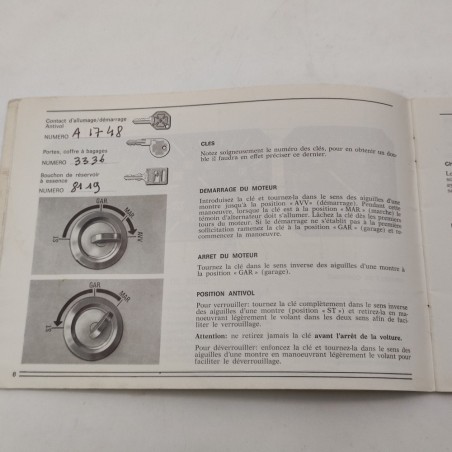 Contact d'allumage/démarrage
Antivol
NUMERO A 1748
Portes, coffre à bagages
NUMERO 3336
Bouchon de réservoir
à essence
NUMERO 8119
GAR
MAR
AVV
ST
GAR
MAR
ST
CLES
Notez soigneusement le numéro des clés, pour en obtenir un dou-
ble il faudra en effet préciser ce dernier.
DEMARRAGE DU MOTEUR
Introduisez la clé et tournez-la dans le sens des aiguilles d'une
montre jusqu'à la position « AVV » (démarrage). Pendant cette
manoeuvre, lorsque la clé est à la position « MAR » (marche) le
témoin d'alternateur doit s'allumer. Lâchez la clé dès les premiers
tours du moteur. Si le démarrage ne s'établit pas à la première
sollicitation ramenez la clé à « GAR » (garage) et re-
commencez la manoeuvre.
ARRET DU MOTEUR
Tournez la clé dans le sens inverse des aiguilles d'une montre à
la position « GAR » (garage).
POSITION ANTIVOL
Pour verrouiller: tournez la clé complètement dans le sens inverse
des aiguilles d'une montre (position « ST ») et retirez-la en ma-
noeuvrant légèrement le volant dans les deux sens afin de faci-
liter le verrouillage.
Attention: ne retirez jamais la clé avant l'arrêt de la voiture.
Pour déverrouiller: enfoncez la clé et tournez-la dans le sens des
aiguilles d'une montre en manoeuvrant légèrement le volant pour
faciliter le déverrouillage.